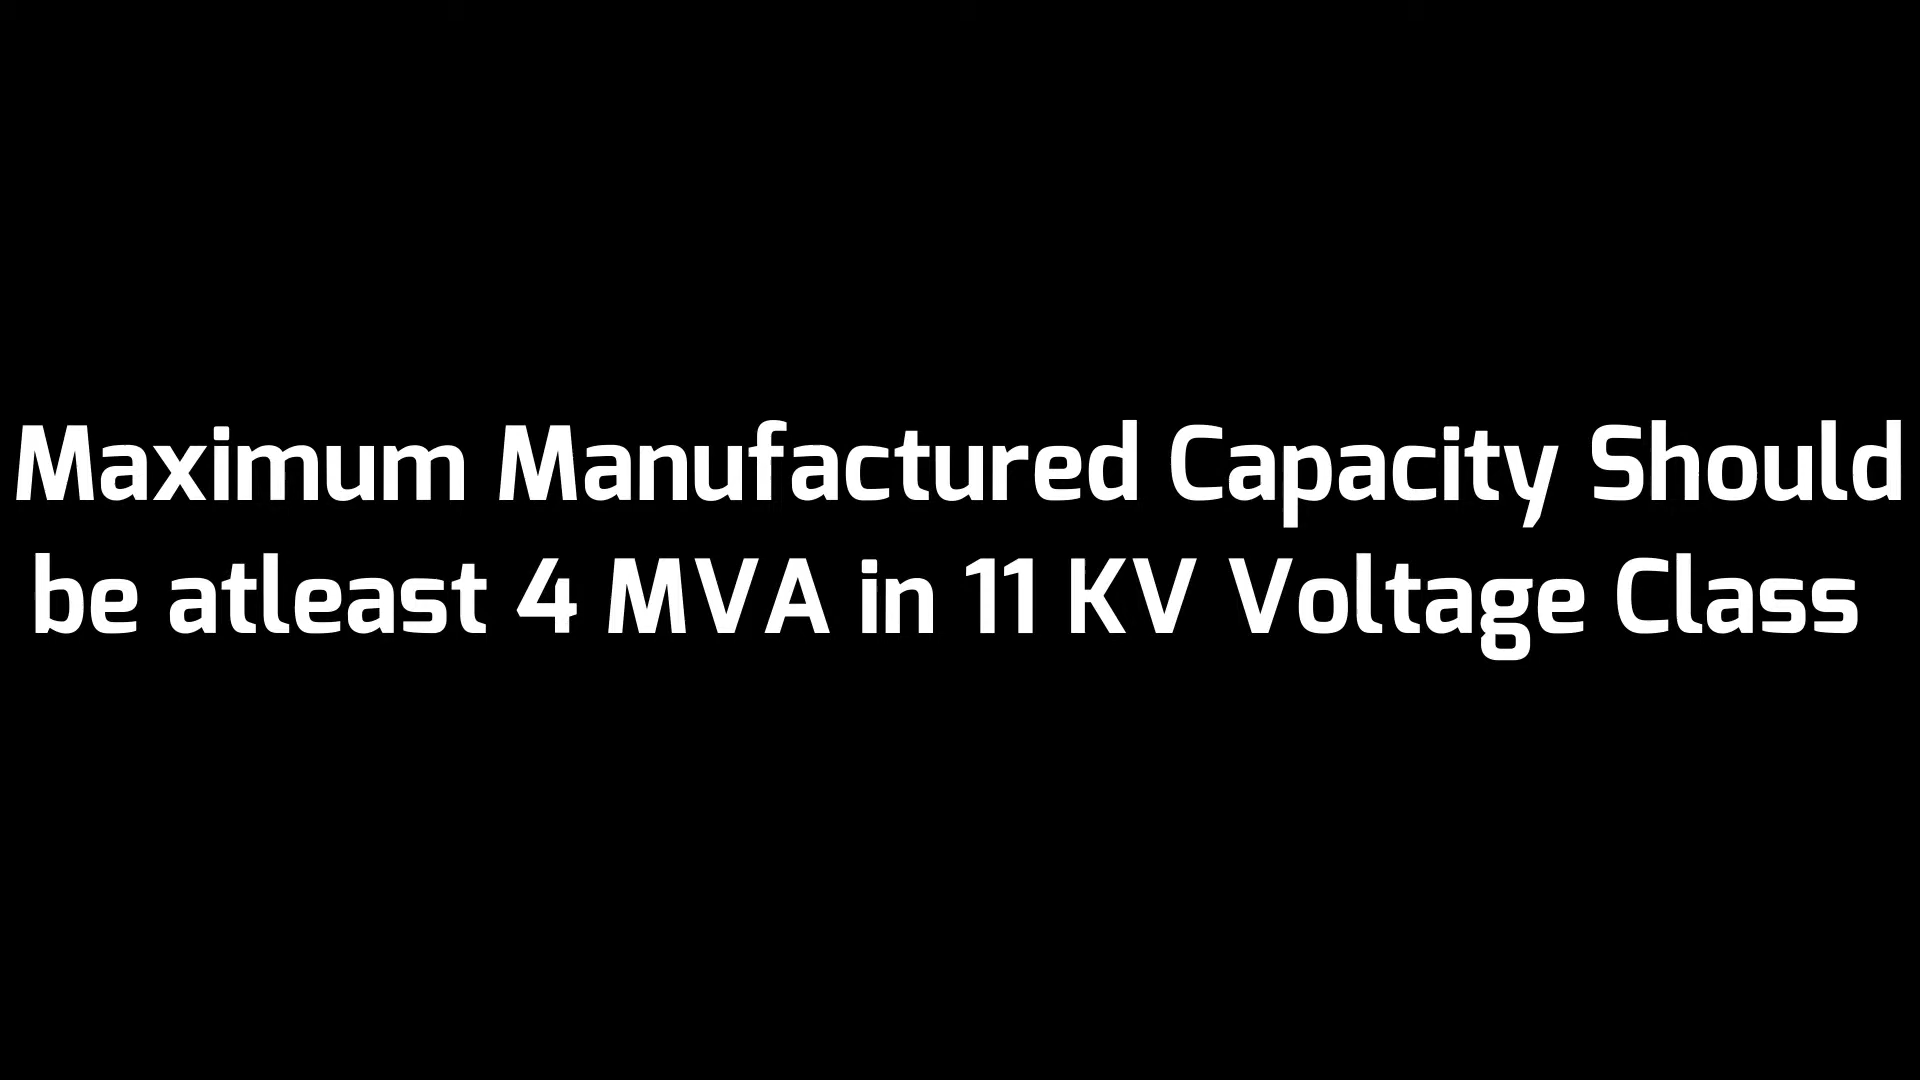 Maximum Manufactured Capacity Should
be atleast 4 MVA in 11 KV Voltage Class